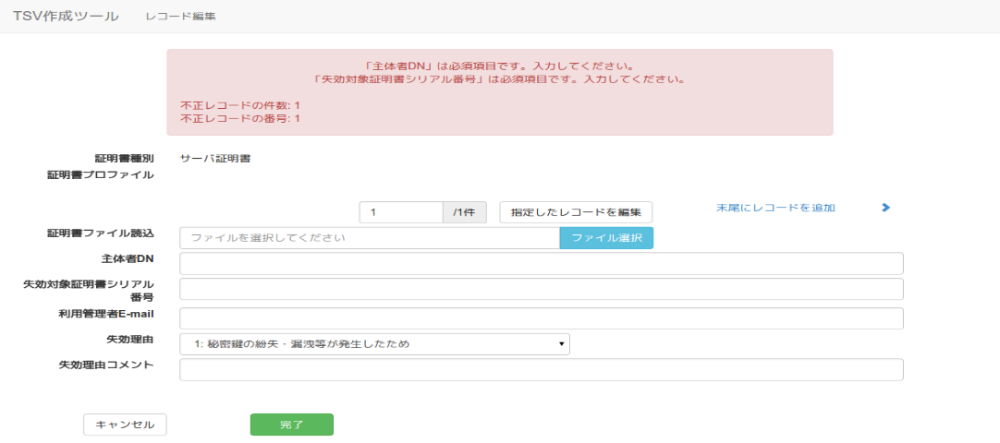 TSV作成ツール レコード編集
「主体者DN」は必須項目です。入力してください。
「失効対象証明書シリアル番号」は必須項目です。入力してください。
不正レコードの件数: 1
不正レコードの番号: 1
証明書種別 サーバ証明書
証明書プロファイル
1 /1件 指定したレコードを編集 末尾にレコードを追加
証明書ファイル読込 ファイルを選択してください ファイル選択
主体者DN
失効対象証明書シリアル
番号
利用管理者E-mail
失効理由 1: 秘密鍵の紛失・漏洩等が発生したため
失効理由コメント
キャンセル 完了